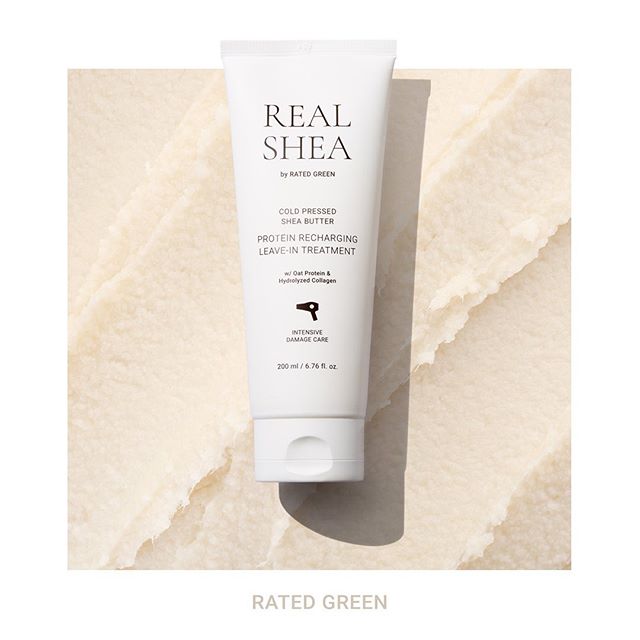 REAL
SHEA
by RATED GREEN
COLD PRESSED
SHEA BUTTER
PROTEIN RECHARGING
LEAVE-IN TREATMENT
w/ Oat Protein &
Hydrolyzed Collagen
INTENSIVE
DAMAGE CARE
200 ml / 6.76 fl. oz.
RATED GREEN